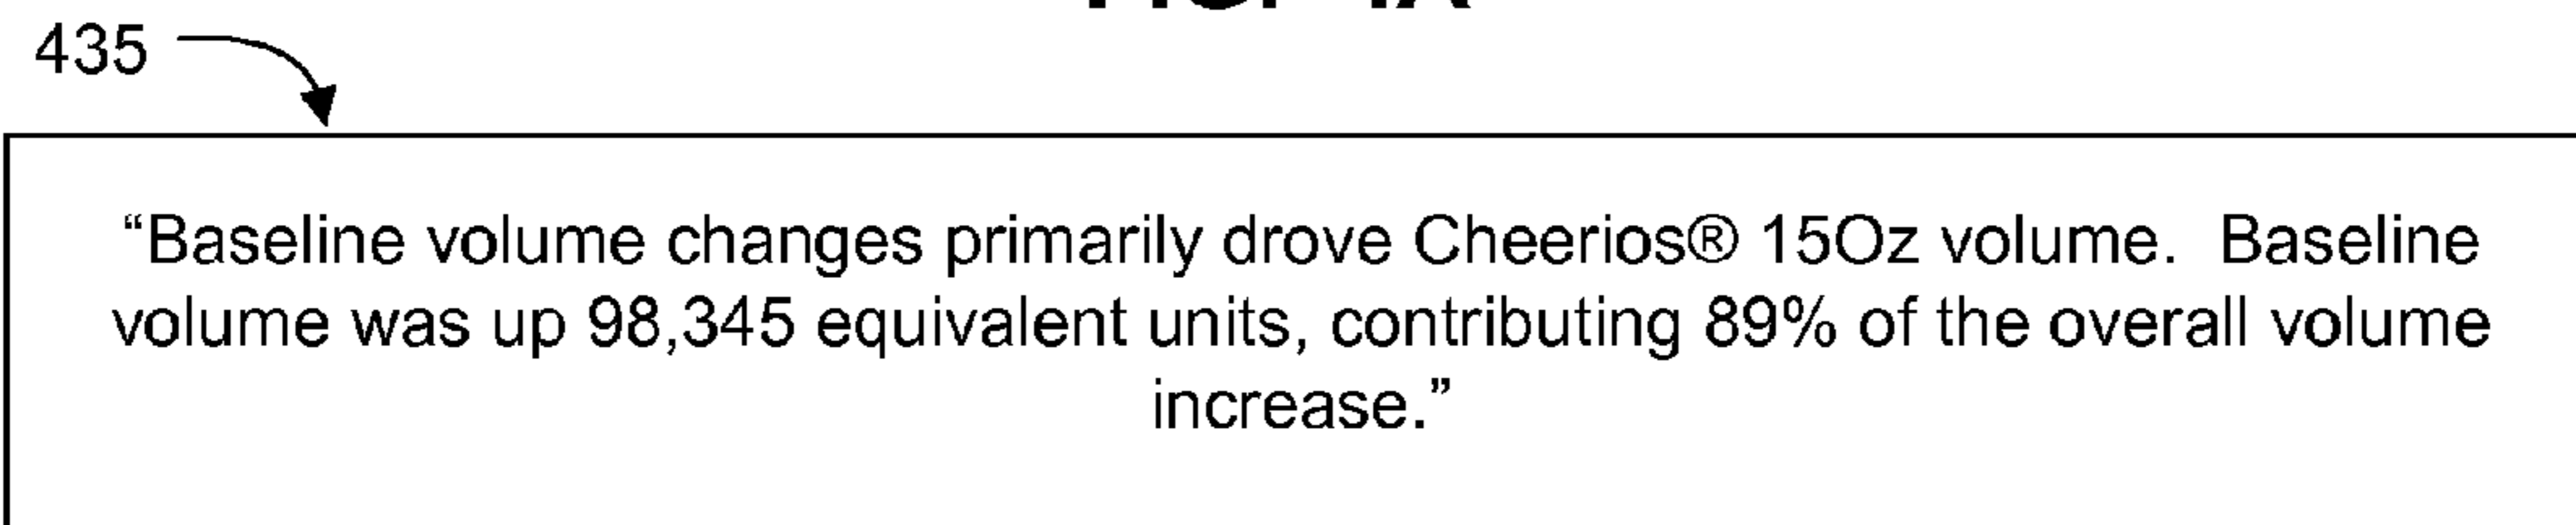 435
“Baseline volume changes primarily drove Cheerios® 15Oz volume.  Baseline
volume was up 98,345 equivalent units, contributing 89% of the overall volume
increase.”